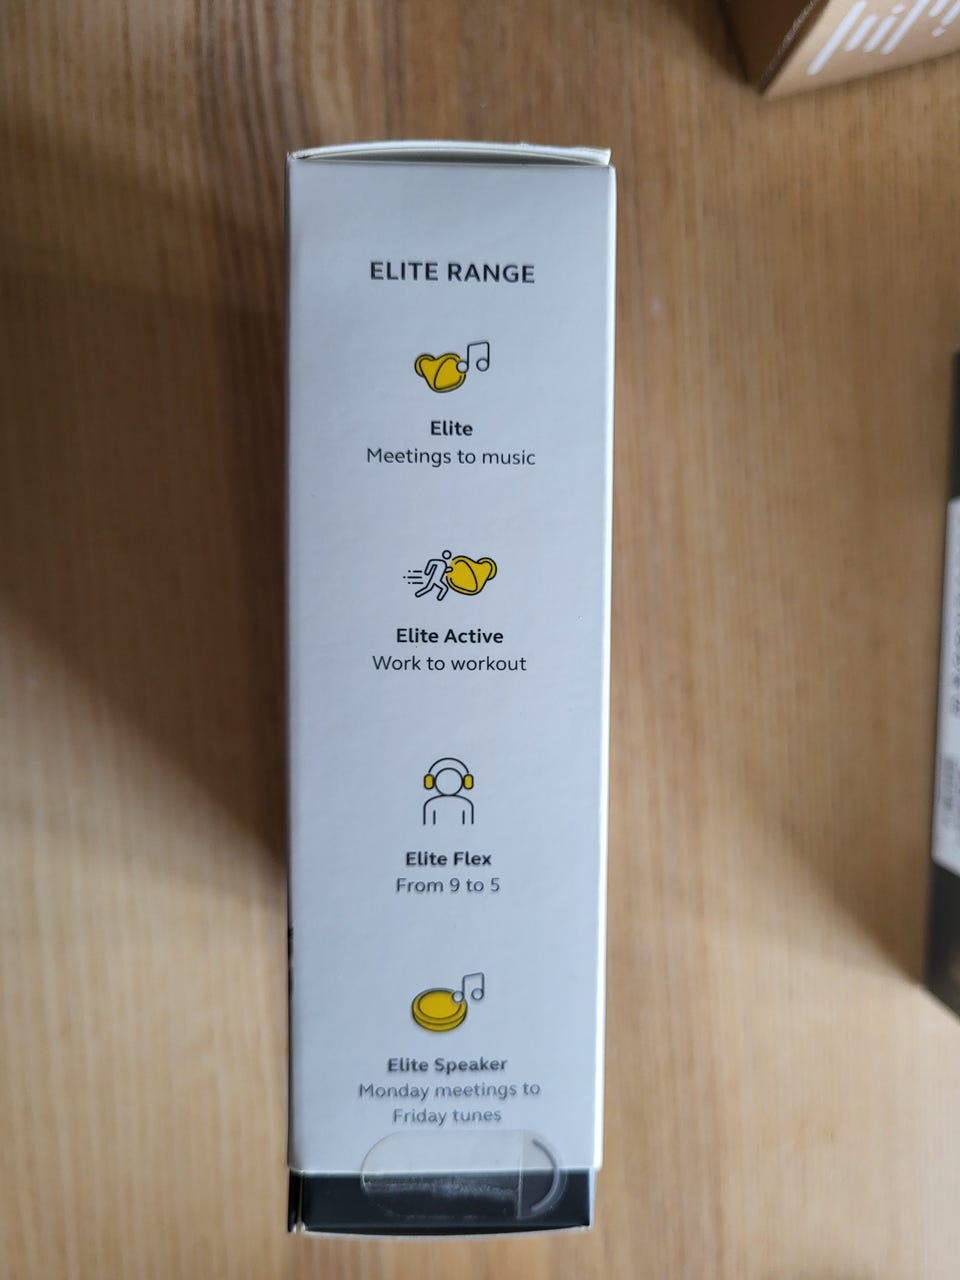 ELITE RANGE
Elite
Meetings to music
Elite Active
Work to workout
Elite Flex
From 9 to 5
Elite Speaker
Monday meetings to
Friday tunes